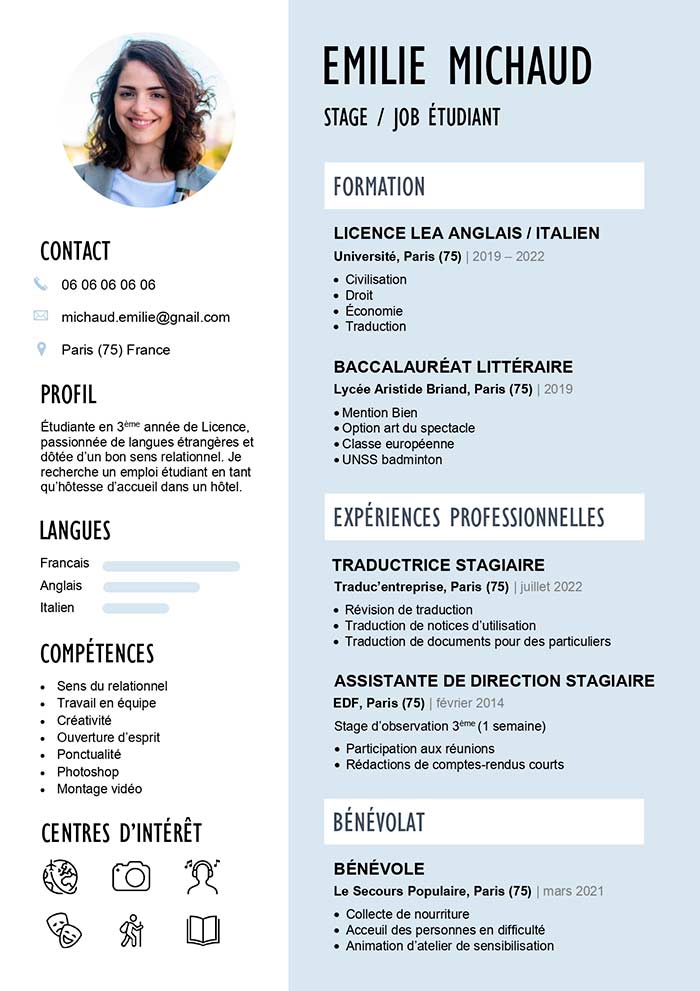 EMILIE MICHAUD
STAGE / JOB ÉTUDIANT
CONTACT
06 06 06 06 06
michaud.emilie@gnail.com
Paris (75) France
PROFIL
Étudiante en 3ème année de Licence,
passionnée de langues étrangères et
dôtée d'un bon sens relationnel. Je
recherche un emploi étudiant en tant
qu'hôtesse d'accueil dans un hôtel.
LANGUES
Francais
Anglais
Italien
COMPÉTENCES
• Sens du relationnel
• Travail en équipe
• Créativité
• Ouverture d'esprit
• Ponctualité
• Photoshop
• Montage vidéo
CENTRES D'INTÉRÊT
FORMATION
LICENCE LEA ANGLAIS / ITALIEN
Université, Paris (75) | 2019 – 2022
• Civilisation
• Droit
• Économie
• Traduction
BACCALAURÉAT LITTÉRAIRE
Lycée Aristide Briand, Paris (75) | 2019
• Mention Bien
• Option art du spectacle
• Classe européenne
• UNSS badminton
EXPÉRIENCES PROFESSIONNELLES
TRADUCTRICE STAGIAIRE
Traduc'entreprise, Paris (75) | juillet 2022
• Révision de traduction
• Traduction de notices d'utilisation
• Traduction de documents pour des particuliers
ASSISTANTE DE DIRECTION STAGIAIRE
EDF, Paris (75) | février 2014
Stage d'observation 3ème (1 semaine)
• Participation aux réunions
• Rédactions de comptes-rendus courts
BÉNÉVOLAT
BÉNÉVOLE
Le Secours Populaire, Paris (75) | mars 2021
• Collecte de nourriture
• Acceuil des personnes en difficulté
• Animation d'atelier de sensibilisation